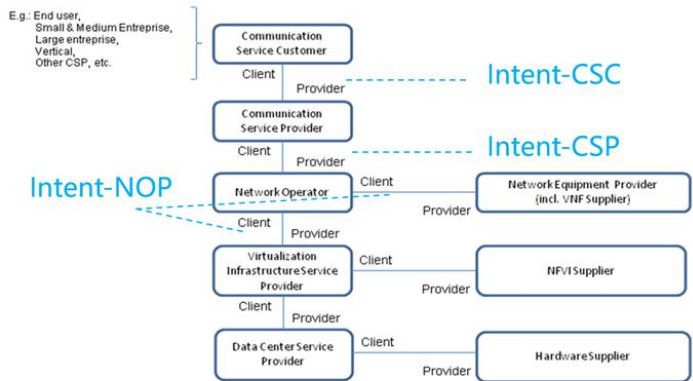 E.g.: End user,
Small & Medium Entreprise,
Large entreprise,
Vertical,
Other CSP, etc.
Communication
Service Customer
Client
Provider
Intent-CSC
Communication
Service Provider
Client
Provider
Intent-CSP
Intent-NOP
Network Operator
Client
Provider
Network Equipment Provider
(incl. VNF Supplier)
Client
Provider
Virtualization
Infrastructure Service
Provider
Client
Provider
NFVI Supplier
Client
Provider
Data Center Service
Provider
Client
Provider
Hardware Supplier